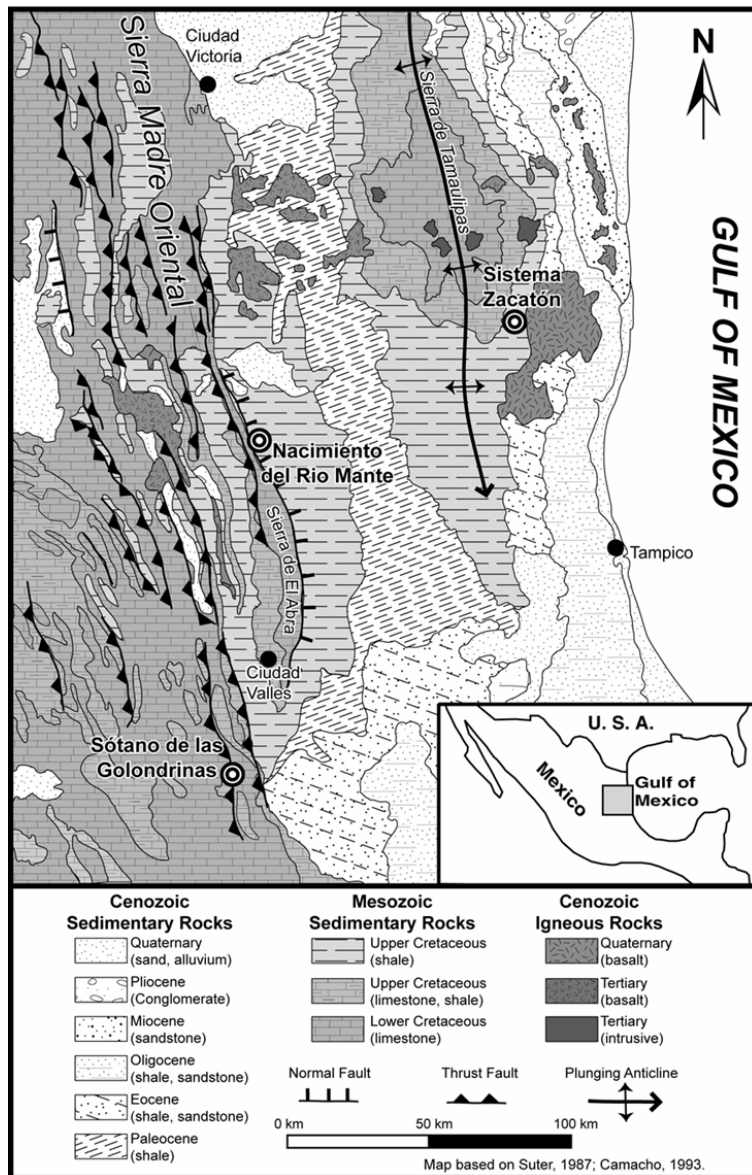 Sierra Madre Oriental
Ciudad
Victoria
Sierra de Tamaulipas
N
GULF OF MEXICO
Sistema
Zacatón
Nacimiento
del Rio Mante
Sierra de El Abra
Tampico
Ciudad
Valles
Sótano de las
Golondrinas
U. S. A.
Mexico
Gulf of
Mexico
Cenozoic
Sedimentary Rocks
Quaternary
(sand, alluvium)
Pliocene
(Conglomerate)
Miocene
(sandstone)
Oligocene
(shale, sandstone)
Eocene
(shale, sandstone)
Paleocene
(shale)
Mesozoic
Sedimentary Rocks
Upper Cretaceous
(shale)
Upper Cretaceous
(limestone, shale)
Lower Cretaceous
(limestone)
Cenozoic
Igneous Rocks
Quaternary
(basalt)
Tertiary
(basalt)
Tertiary
(intrusive)
Normal Fault
Thrust Fault
Plunging Anticline
0 km
50 km
100 km
Map based on Suter, 1987; Camacho, 1993.